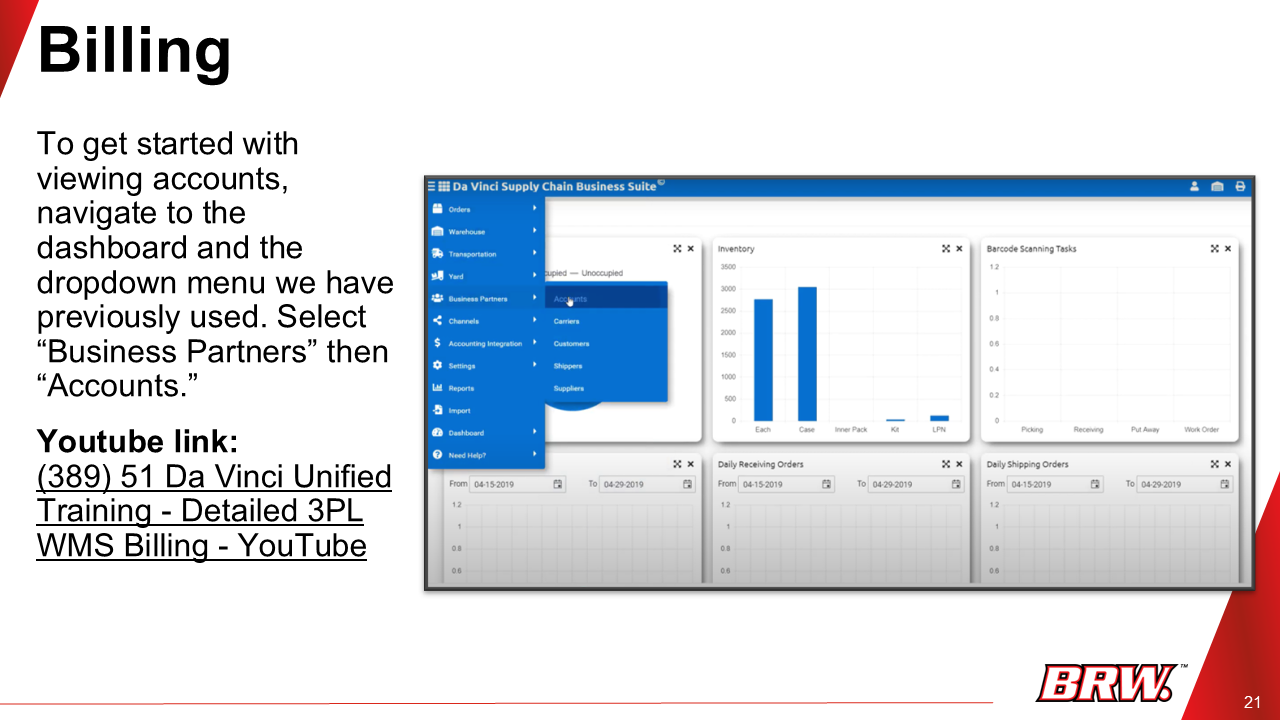 Billing
To get started with
viewing accounts,
navigate to the
dashboard and the
dropdown menu we have
previously used. Select
“Business Partners” then
“Accounts.”
Youtube link:
(389) 51 Da Vinci Unified
Training - Detailed 3PL
WMS Billing - YouTube
Da Vinci Supply Chain Business Suite
Orders
Warehouse
Transportation
Yard
Business Partners
Channels
Accounting Integration
Settings
Reports
Import
Dashboard
Need Help?
Accounts
Carriers
Customers
Shippers
Suppliers
Unoccupied
Inventory
3500
3000
2500
2000
1500
1000
500
0
Each Case Inner Pack Kit LPN
Barcode Scanning Tasks
1.2
1
0.8
0.6
0.4
0.2
0
Picking Receiving Put Away Work Order
From 04-15-2019 To 04-29-2019
1.2
1
0.8
0.6
Daily Receiving Orders
From 04-15-2019 To 04-29-2019
1.2
1
0.8
0.6
Daily Shipping Orders
From 04-15-2019 To 04-29-2019
1.2
1
0.8
0.6
BRW.™
21